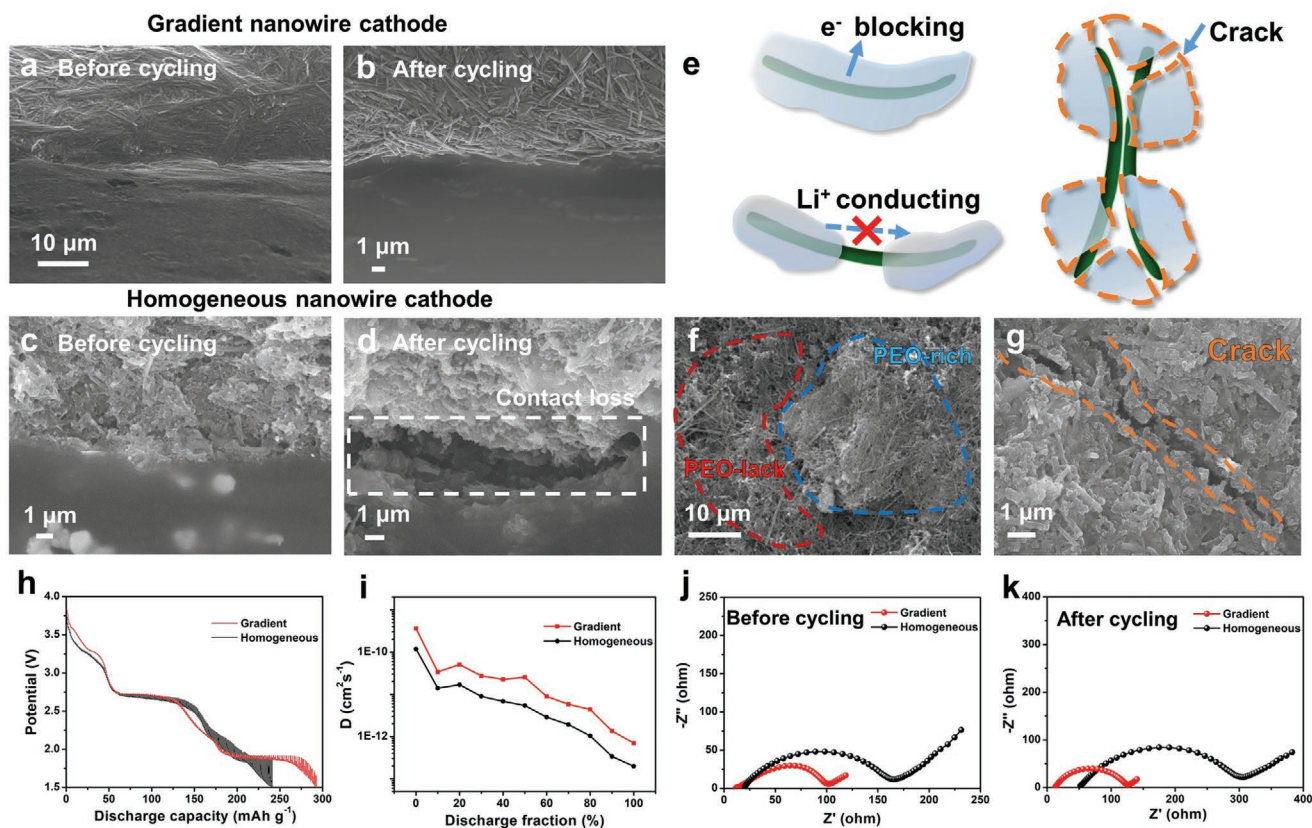 Gradient nanowire cathode
a Before cycling
10 μm
b After cycling
1 μm
e
e⁻ blocking
Crack
Li⁺ conducting
Homogeneous nanowire cathode
c Before cycling
1 μm
d After cycling
Contact loss
1 μm
f
PEO-rich
PEO-lack
10 μm
g
Crack
1 μm
h
4.0
3.5
3.0
2.5
2.0
1.5
Potential (V)
Gradient
Homogeneous
0 50 100 150 200 250 300
Discharge capacity (mAh g⁻¹)
i
1E-10
1E-12
D (cm²s⁻¹)
Gradient
Homogeneous
0 20 40 60 80 100
Discharge fraction (%)
j
Before cycling
250
200
150
100
50
0
-Z'' (ohm)
Gradient
Homogeneous
0 50 100 150 200 250
Z' (ohm)
k
After cycling
400
300
200
100
0
-Z'' (ohm)
Gradient
Homogeneous
0 100 200 300 400
Z' (ohm)